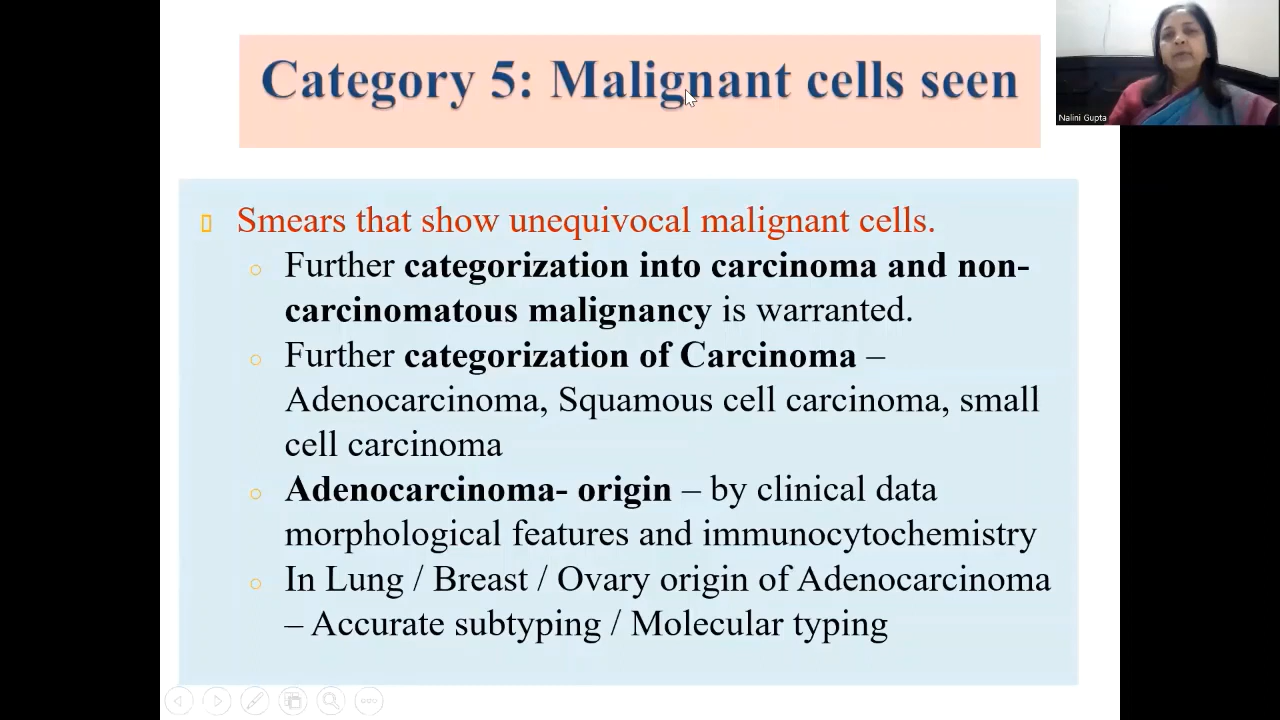 Category 5: Malignant cells seen
Nalini Gupta
Smears that show unequivocal malignant cells.
Further categorization into carcinoma and non-
carcinomatous malignancy is warranted.
Further categorization of Carcinoma –
Adenocarcinoma, Squamous cell carcinoma, small
cell carcinoma
Adenocarcinoma- origin – by clinical data
morphological features and immunocytochemistry
In Lung / Breast / Ovary origin of Adenocarcinoma
– Accurate subtyping / Molecular typing